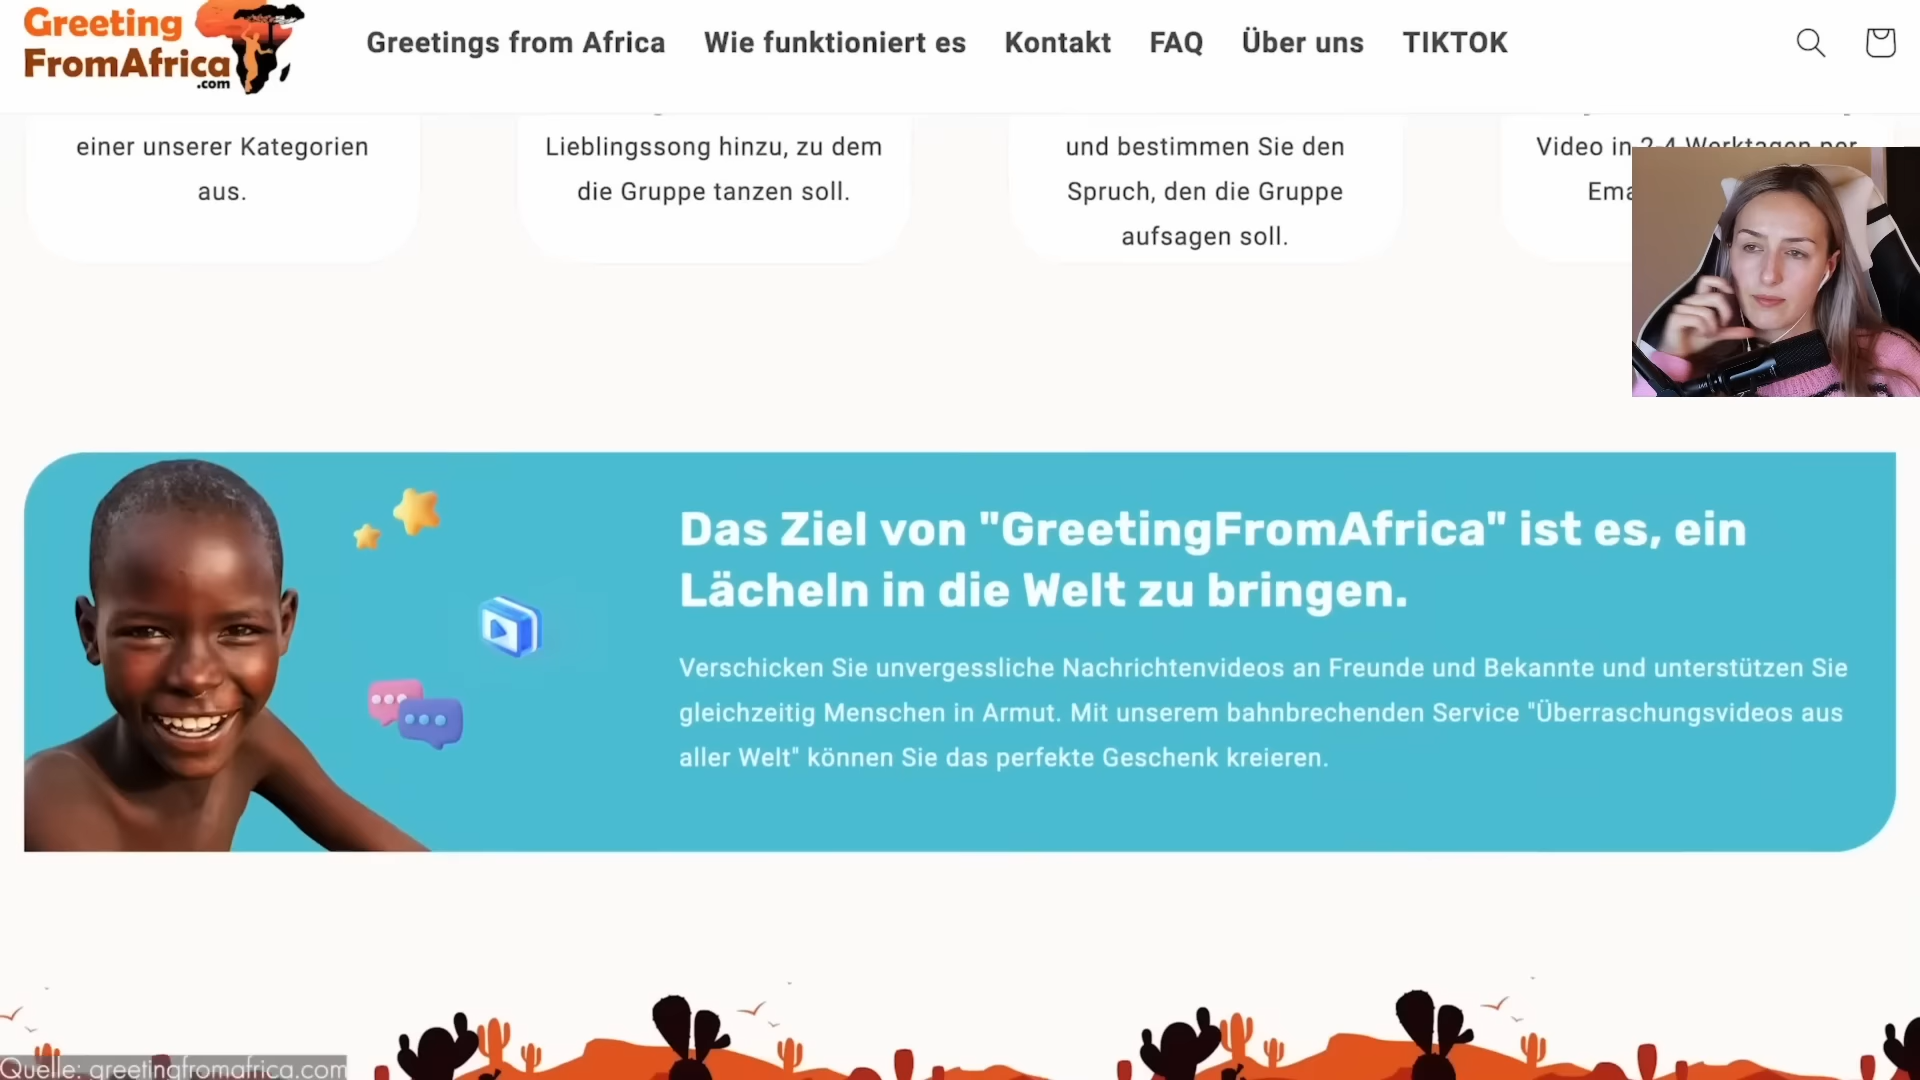 Greeting
FromAfrica
.com
Greetings from Africa
Wie funktioniert es
Kontakt
FAQ
Über uns
TIKTOK
einer unserer Kategorien
aus.
Lieblingssong hinzu, zu dem
die Gruppe tanzen soll.
und bestimmen Sie den
Spruch, den die Gruppe
aufsagen soll.
Video in 2-4 Werktagen per
Das Ziel von "GreetingFromAfrica" ist es, ein
Lächeln in die Welt zu bringen.
Verschicken Sie unvergessliche Nachrichtenvideos an Freunde und Bekannte und unterstützen Sie
gleichzeitig Menschen in Armut. Mit unserem bahnbrechenden Service "Überraschungsvideos aus
aller Welt" können Sie das perfekte Geschenk kreieren.
Quelle: greetingfromafrica.com